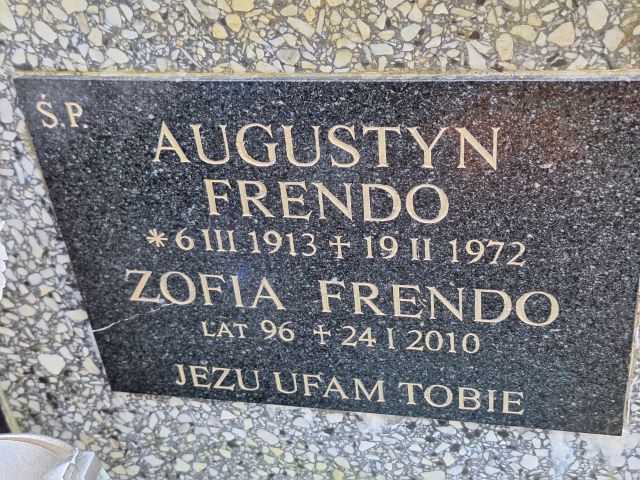 Ś.P.
AUGUSTYN
FRENDO
* 6 III 1913 + 19 II 1972
ZOFIA FRENDO
LAT 96 + 24 I 2010
JEZU UFAM TOBIE